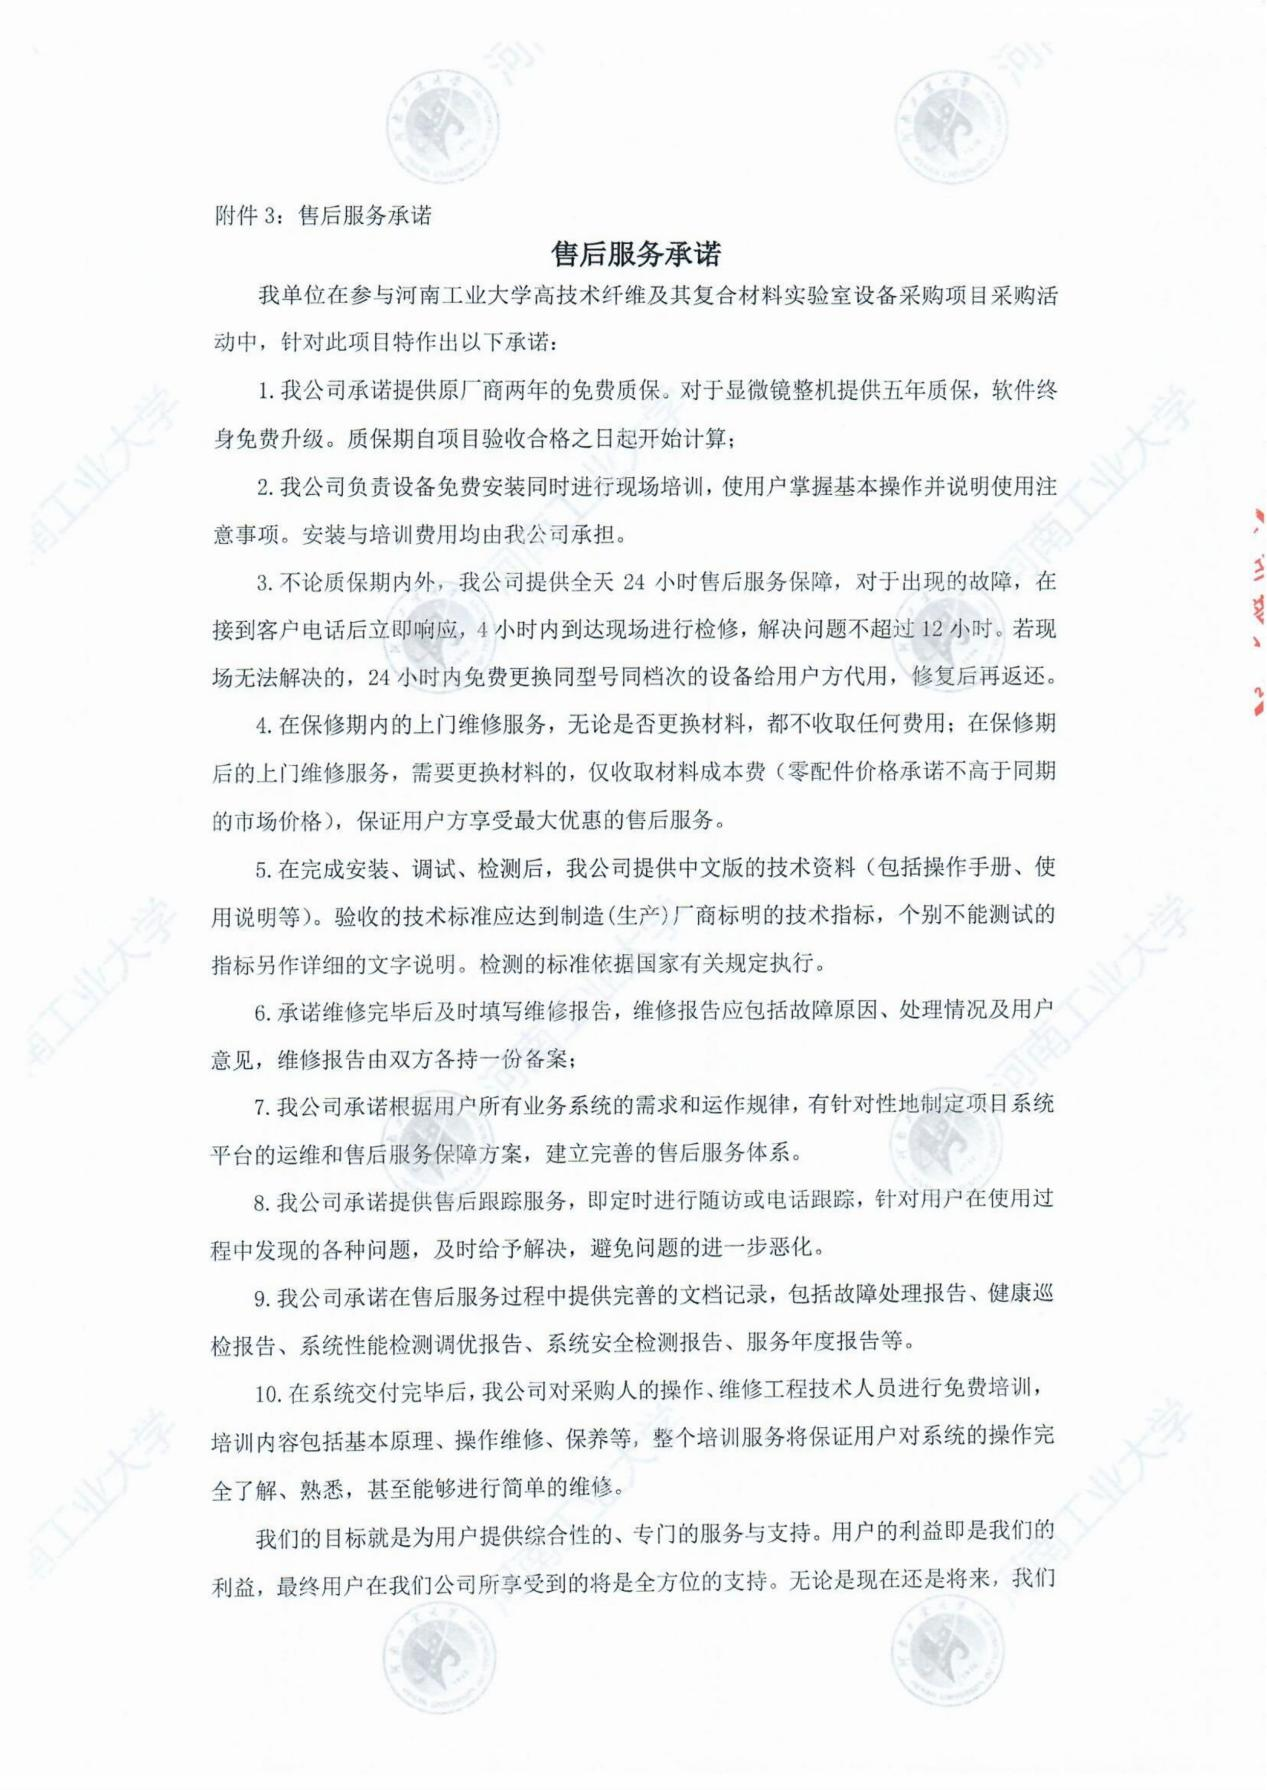 附件 3：售后服务承诺
售后服务承诺
我单位在参与河南工业大学高技术纤维及其复合材料实验室设备采购项目采购活
动中，针对此项目特作出以下承诺：
1.我公司承诺提供原厂商两年的免费质保。对于显微镜整机提供五年质保，软件终
身免费升级。质保期自项目验收合格之日起开始计算；
2.我公司负责设备免费安装同时进行现场培训，使用户掌握基本操作并说明使用注
意事项。安装与培训费用均由我公司承担。
3.不论质保期内外，我公司提供全天 24 小时售后服务保障，对于出现的故障，在
接到客户电话后立即响应，4 小时内到达现场进行检修，解决问题不超过 12 小时。若现
场无法解决的，24 小时内免费更换同型号同档次的设备给用户方代用，修复后再返还。
4.在保修期内的上门维修服务，无论是否更换材料，都不收取任何费用；在保修期
后的上门维修服务，需要更换材料的，仅收取材料成本费（零配件价格承诺不高于同期
的市场价格），保证用户方享受最大优惠的售后服务。
5.在完成安装、调试、检测后，我公司提供中文版的技术资料（包括操作手册、使
用说明等）。验收的技术标准应达到制造(生产)厂商标明的技术指标，个别不能测试的
指标另作详细的文字说明。检测的标准依据国家有关规定执行。
6.承诺维修完毕后及时填写维修报告，维修报告应包括故障原因、处理情况及用户
意见，维修报告由双方各持一份备案；
7.我公司承诺根据用户所有业务系统的需求和运作规律，有针对性地制定项目系统
平台的运维和售后服务保障方案，建立完善的售后服务体系。
8.我公司承诺提供售后跟踪服务，即定时进行随访或电话跟踪，针对用户在使用过
程中发现的各种问题，及时给予解决，避免问题的进一步恶化。
9.我公司承诺在售后服务过程中提供完善的文档记录，包括故障处理报告、健康巡
检报告、系统性能检测调优报告、系统安全检测报告、服务年度报告等。
10.在系统交付完毕后，我公司对采购人的操作、维修工程技术人员进行免费培训，
培训内容包括基本原理、操作维修、保养等，整个培训服务将保证用户对系统的操作完
全了解、熟悉，甚至能够进行简单的维修。
我们的目标就是为用户提供综合性的、专门的服务与支持。用户的利益即是我们的
利益，最终用户在我们公司所享受到的将是全方位的支持。无论是现在还是将来，我们